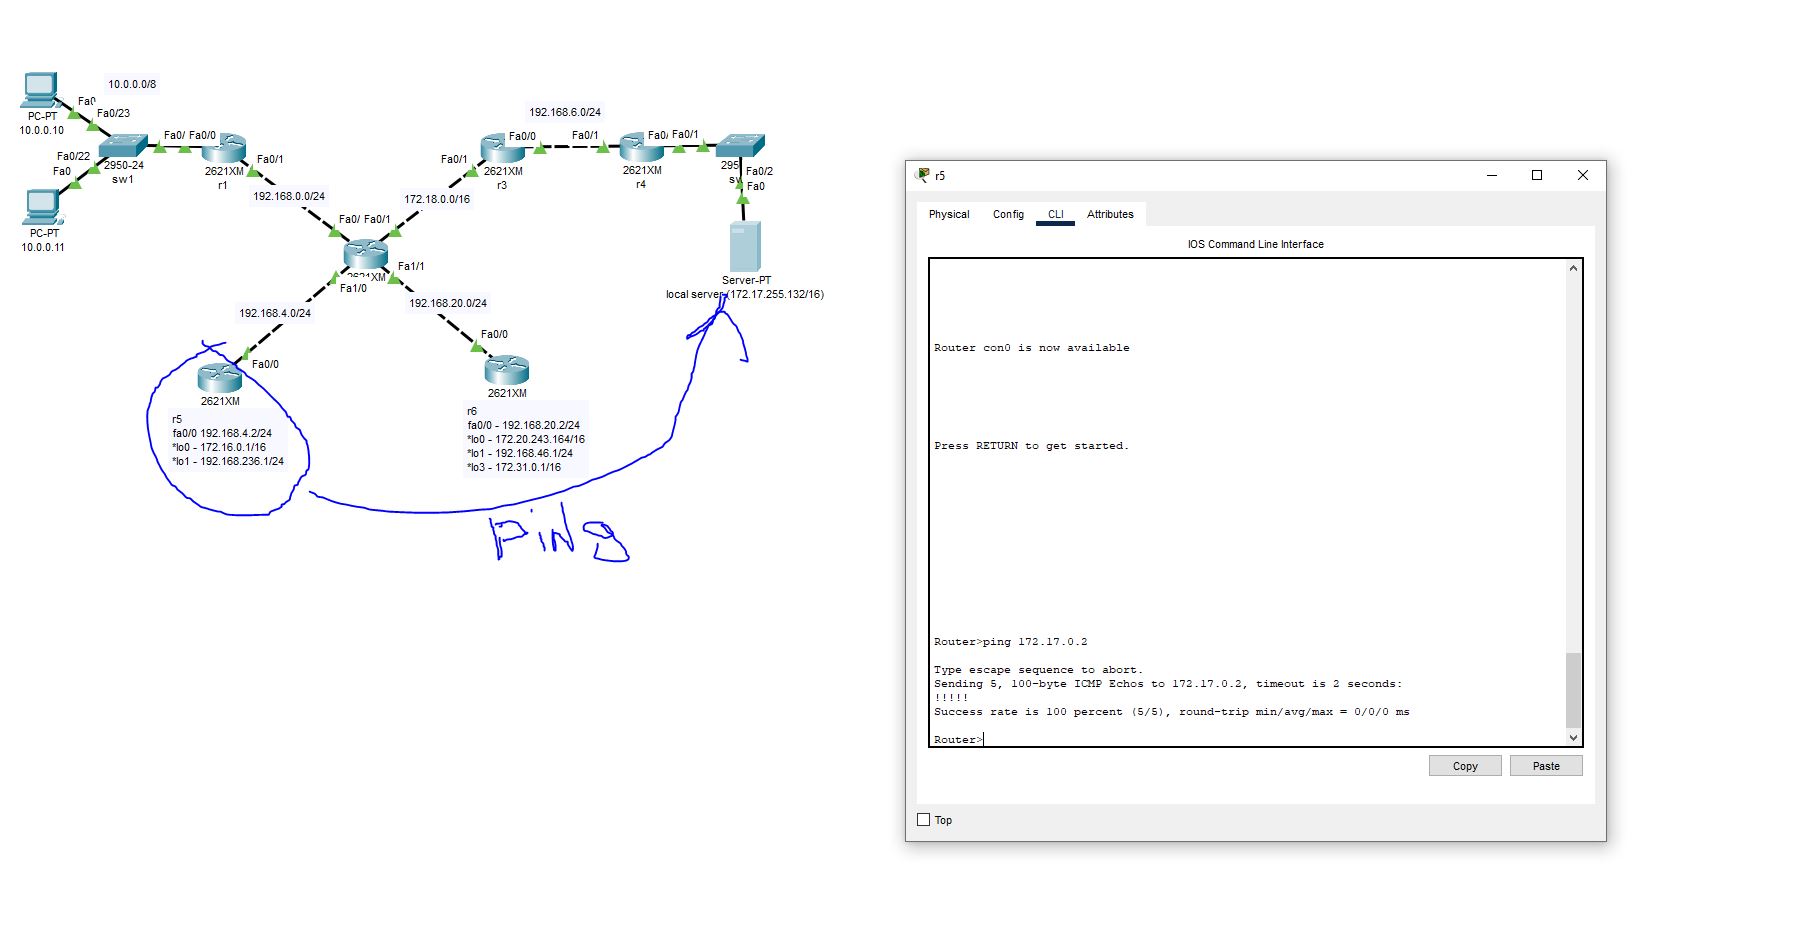 10.0.0.0/8
Fa0
PC-PT
10.0.0.10
Fa0/23
Fa0/ Fa0/0
Fa0/22
Fa0
2950-24
sw1
PC-PT
10.0.0.11
2621XM
r1
Fa0/1
192.168.0.0/24
Fa0/ Fa0/1
2621XM
Fa1/0
Fa1/1
172.18.0.0/16
Fa0/1
Fa0/0
2621XM
r3
192.168.6.0/24
Fa0/1
Fa0/ Fa0/1
2621XM
r4
295
sw
Fa0/2
Fa0
Server-PT
local server (172.17.255.132/16)
192.168.4.0/24
Fa0/0
2621XM
r5
fa0/0 192.168.4.2/24
*lo0 - 172.16.0.1/16
*lo1 - 192.168.236.1/24
192.168.20.0/24
Fa0/0
2621XM
r6
fa0/0 - 192.168.20.2/24
*lo0 - 172.20.243.164/16
*lo1 - 192.168.46.1/24
*lo3 - 172.31.0.1/16
PiNg
r5
Physical Config CLI Attributes
IOS Command Line Interface
Router con0 is now available
Press RETURN to get started.
Router>ping 172.17.0.2
Type escape sequence to abort.
Sending 5, 100-byte ICMP Echos to 172.17.0.2, timeout is 2 seconds:
!!!!!
Success rate is 100 percent (5/5), round-trip min/avg/max = 0/0/0 ms
Router>
Copy Paste
Top